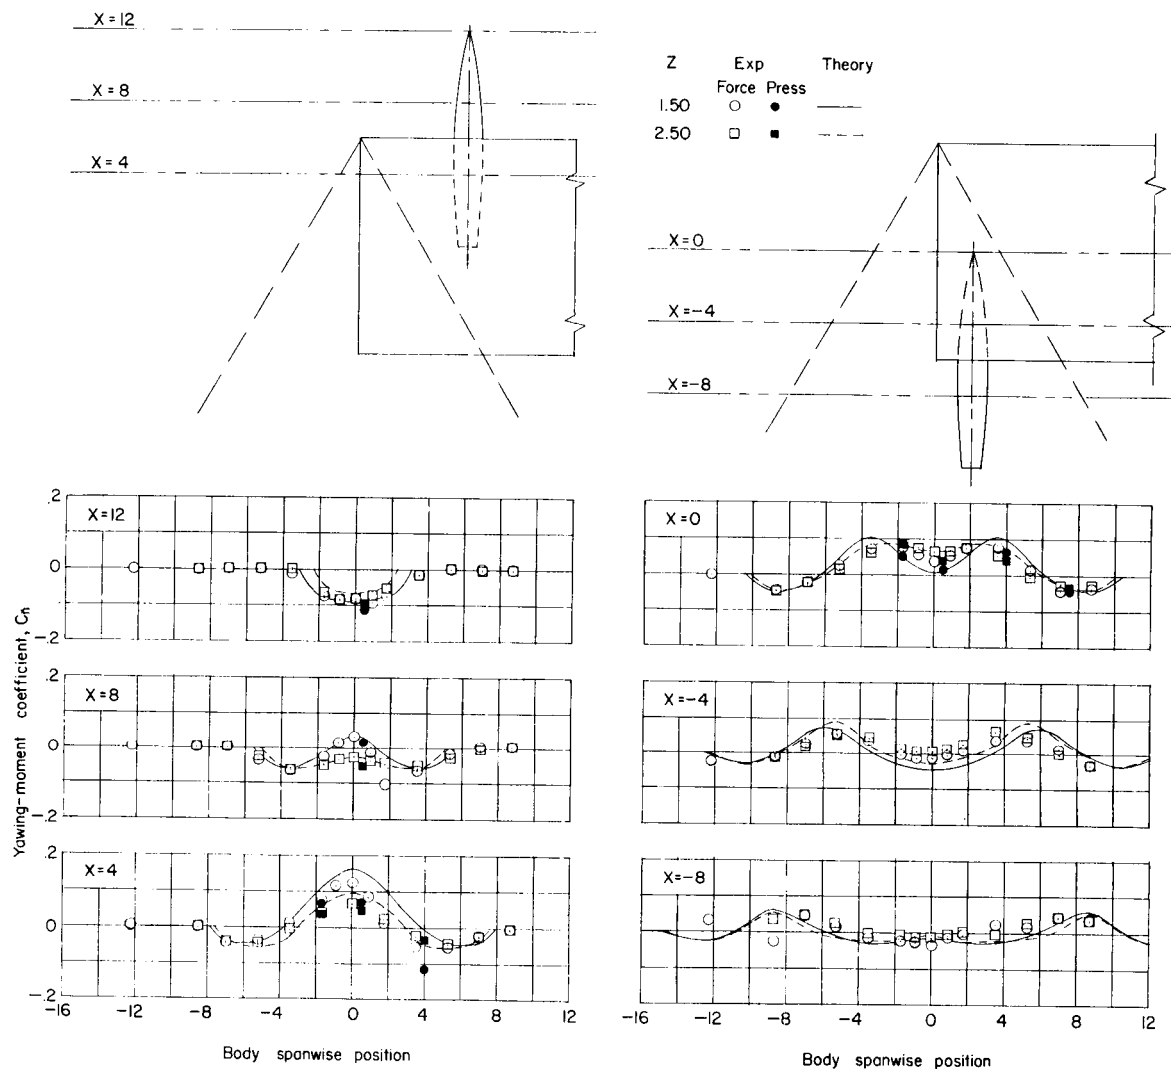 X=12
X=8
X=4
Z Exp Theory
Force Press
1.50
2.50
X=0
X=-4
X=-8
Yawing-moment coefficient, Cn
.2
X=12
0
-.2
.2
X=8
0
-.2
.2
X=4
0
-.2
-16 -12 -8 -4 0 4 8 12
Body spanwise position
X=0
X=-4
X=-8
-16 -12 -8 -4 0 4 8 12
Body spanwise position